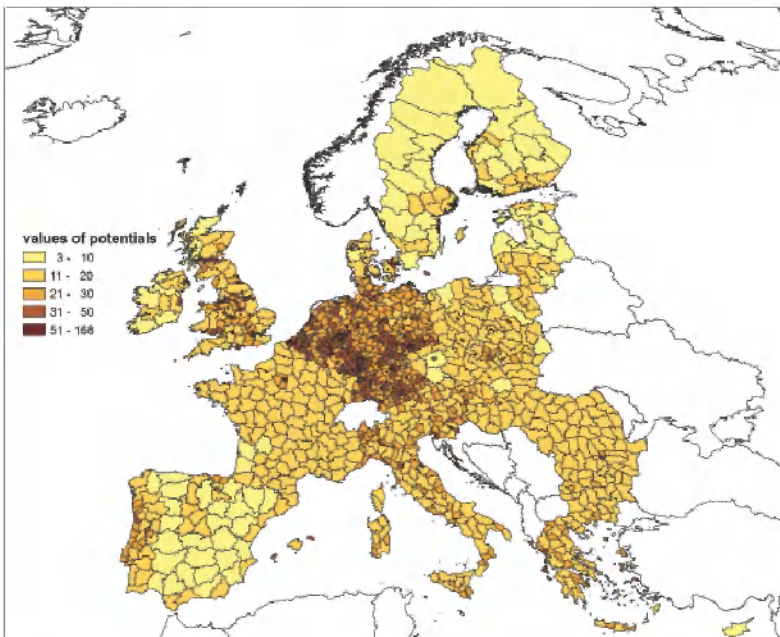 values of potentials
3 - 10
11 - 20
21 - 30
31 - 50
51 - 168